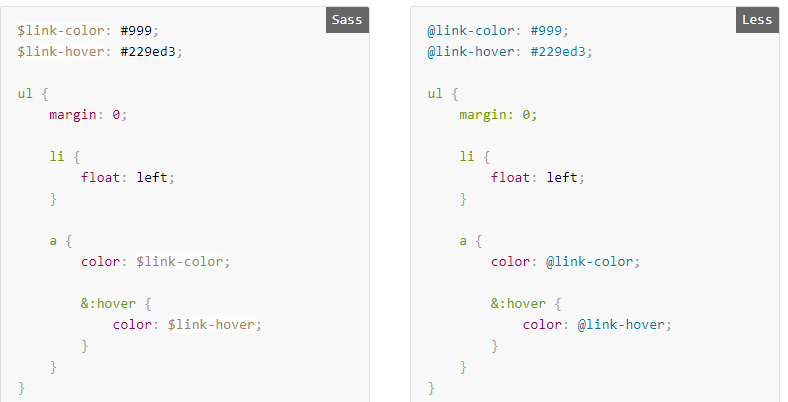 Sass
$link-color: #999;
$link-hover: #229ed3;
ul {
margin: 0;
li {
float: left;
}
a {
color: $link-color;
&:hover {
color: $link-hover;
}
}
}
Less
@link-color: #999;
@link-hover: #229ed3;
ul {
margin: 0;
li {
float: left;
}
a {
color: @link-color;
&:hover {
color: @link-hover;
}
}
}